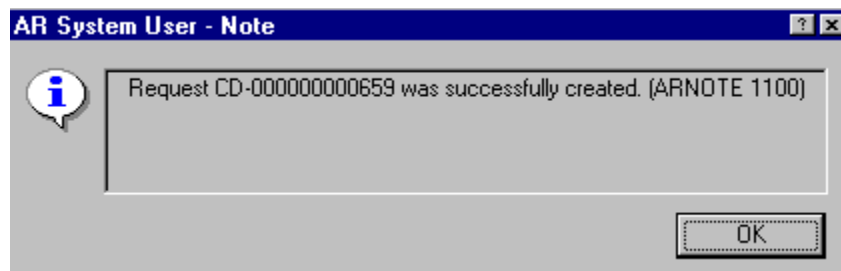 AR System User - Note
Request CD-000000000659 was successfully created. (ARNOTE 1100)
OK